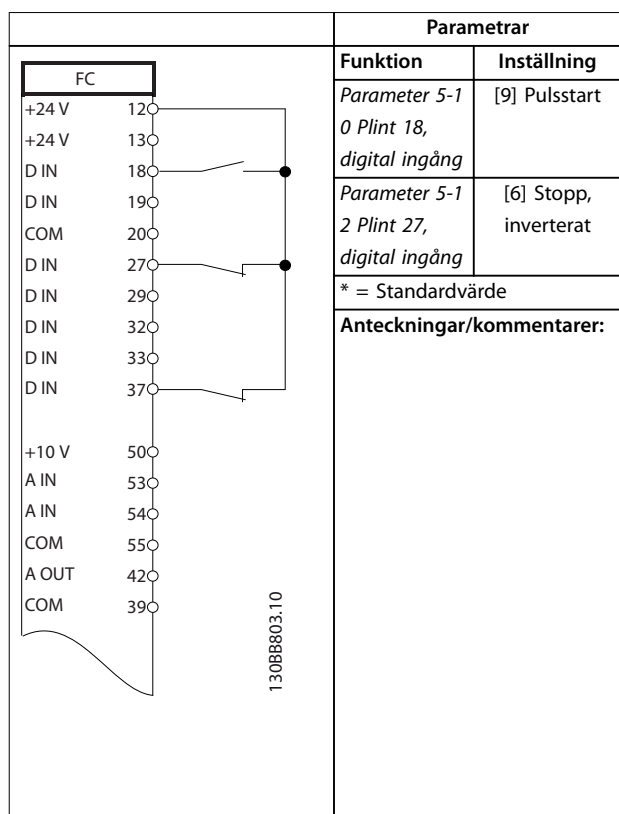 FC
+24 V 12
+24 V 13
D IN 18
D IN 19
COM 20
D IN 27
D IN 29
D IN 32
D IN 33
D IN 37
+10 V 50
A IN 53
A IN 54
COM 55
A OUT 42
COM 39
130BB803.10
Parametrar
Funktion Inställning
Parameter 5-1 [9] Pulsstart
0 Plint 18,
digital ingång
Parameter 5-1 [6] Stopp,
2 Plint 27, inverterat
digital ingång
* = Standardvärde
Anteckningar/kommentarer: